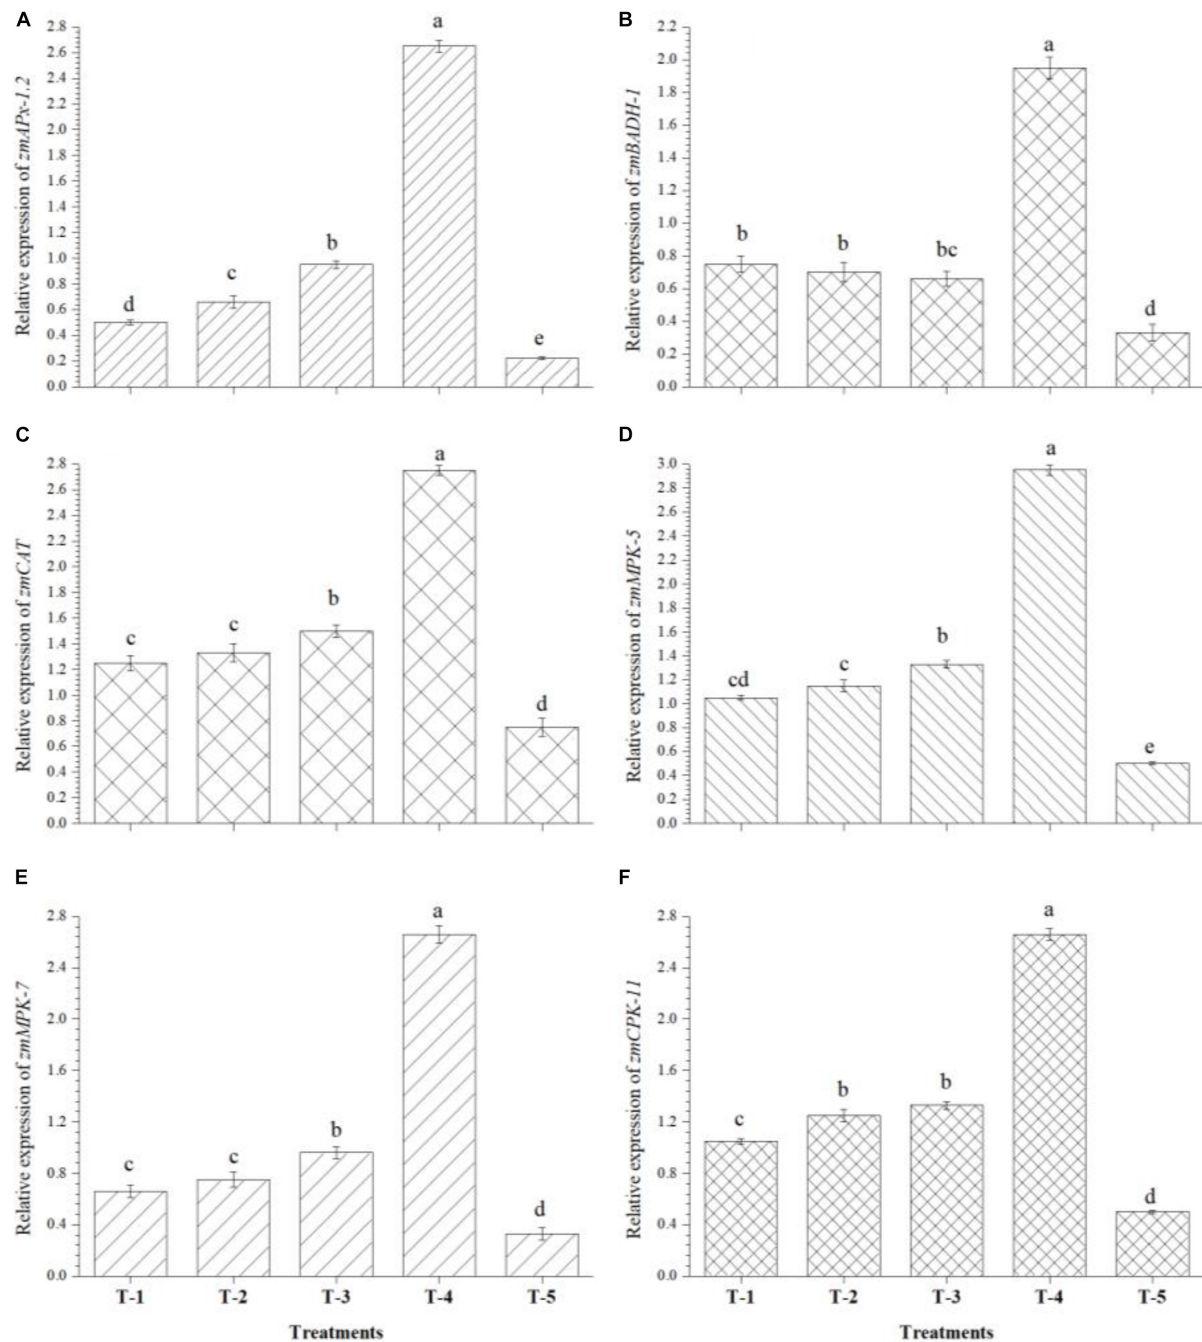 A
Relative expression of zmAPx-1.2
2.8
2.6
2.4
2.2
2.0
1.8
1.6
1.4
1.2
1.0
0.8
0.6
0.4
0.2
0.0
d
c
b
a
e
B
Relative expression of zmBADH-1
2.2
2.0
1.8
1.6
1.4
1.2
1.0
0.8
0.6
0.4
0.2
0.0
b
b
bc
a
d
C
Relative expression of zmCAT
2.8
2.6
2.4
2.2
2.0
1.8
1.6
1.4
1.2
1.0
0.8
0.6
0.4
0.2
0.0
c
c
b
a
d
D
Relative expression of zmMPK-5
3.0
2.8
2.6
2.4
2.2
2.0
1.8
1.6
1.4
1.2
1.0
0.8
0.6
0.4
0.2
0.0
cd
c
b
a
e
E
Relative expression of zmMPK-7
2.8
2.4
2.0
1.6
1.2
0.8
0.4
0.0
c
c
b
a
d
T-1 T-2 T-3 T-4 T-5
Treatments
F
Relative expression of zmCPK-11
2.8
2.4
2.0
1.6
1.2
0.8
0.4
0.0
c
b
b
a
d
T-1 T-2 T-3 T-4 T-5
Treatments